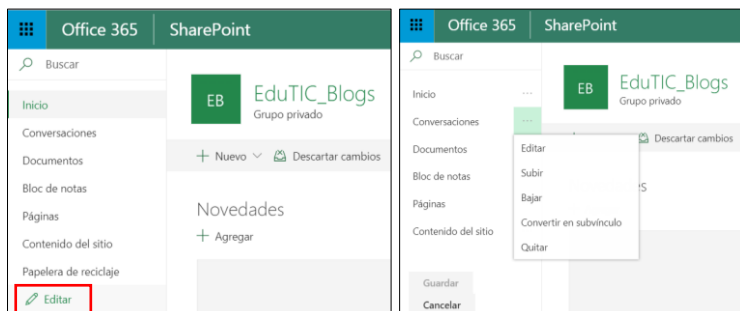 Office 365 SharePoint
Buscar
Inicio
Conversaciones
Documentos
Bloc de notas
Páginas
Contenido del sitio
Papelera de reciclaje
Editar
EB
EduTIC_Blogs
Grupo privado
Nuevo Descartar cambios
Novedades
Agregar
Office 365 SharePoint
Buscar
Inicio ...
Conversaciones ...
Documentos
Bloc de notas
Páginas
Contenido del sitio
Guardar
Cancelar
EB
EduTIC_Blogs
Grupo privado
Descartar cambios
Editar
Subir
Bajar
Convertir en subvínculo
Quitar